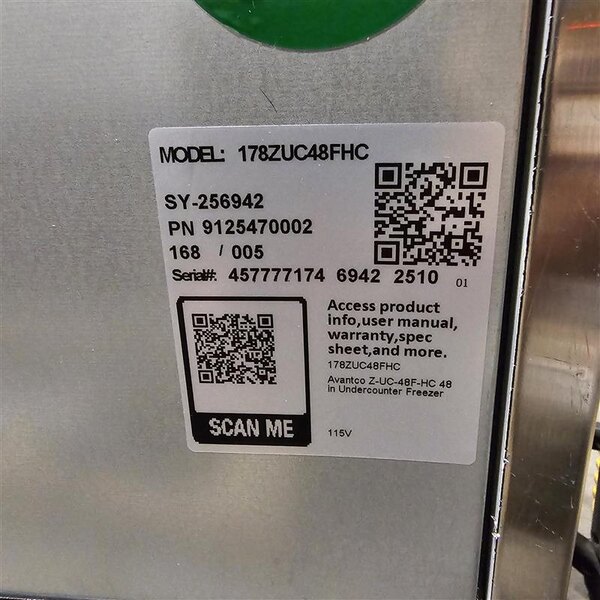 MODEL: 178ZUC48FHC
SY-256942
PN 9125470002
168 / 005
Serial#: 457777174 6942 2510 01
Access product
info,user manual,
warranty,spec
sheet,and more.
178ZUC48FHC
Avantco Z-UC-48F-HC 48
in Undercounter Freezer
SCAN ME
115V